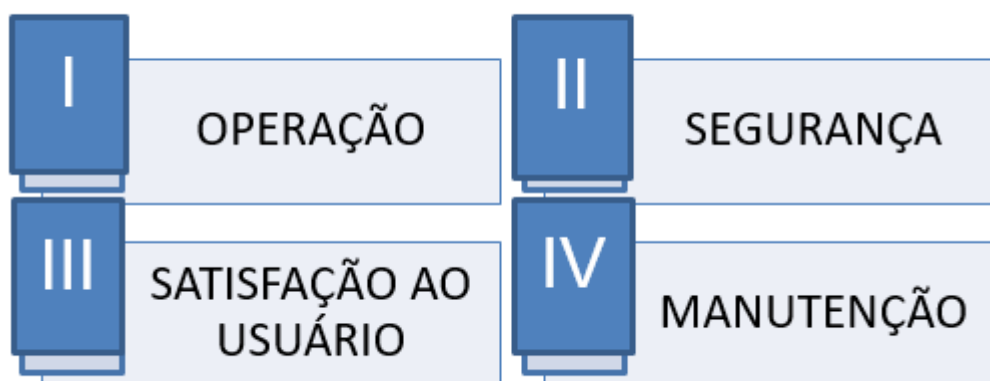 I
OPERAÇÃO
II
SEGURANÇA
III
SATISFAÇÃO AO
USUÁRIO
IV
MANUTENÇÃO